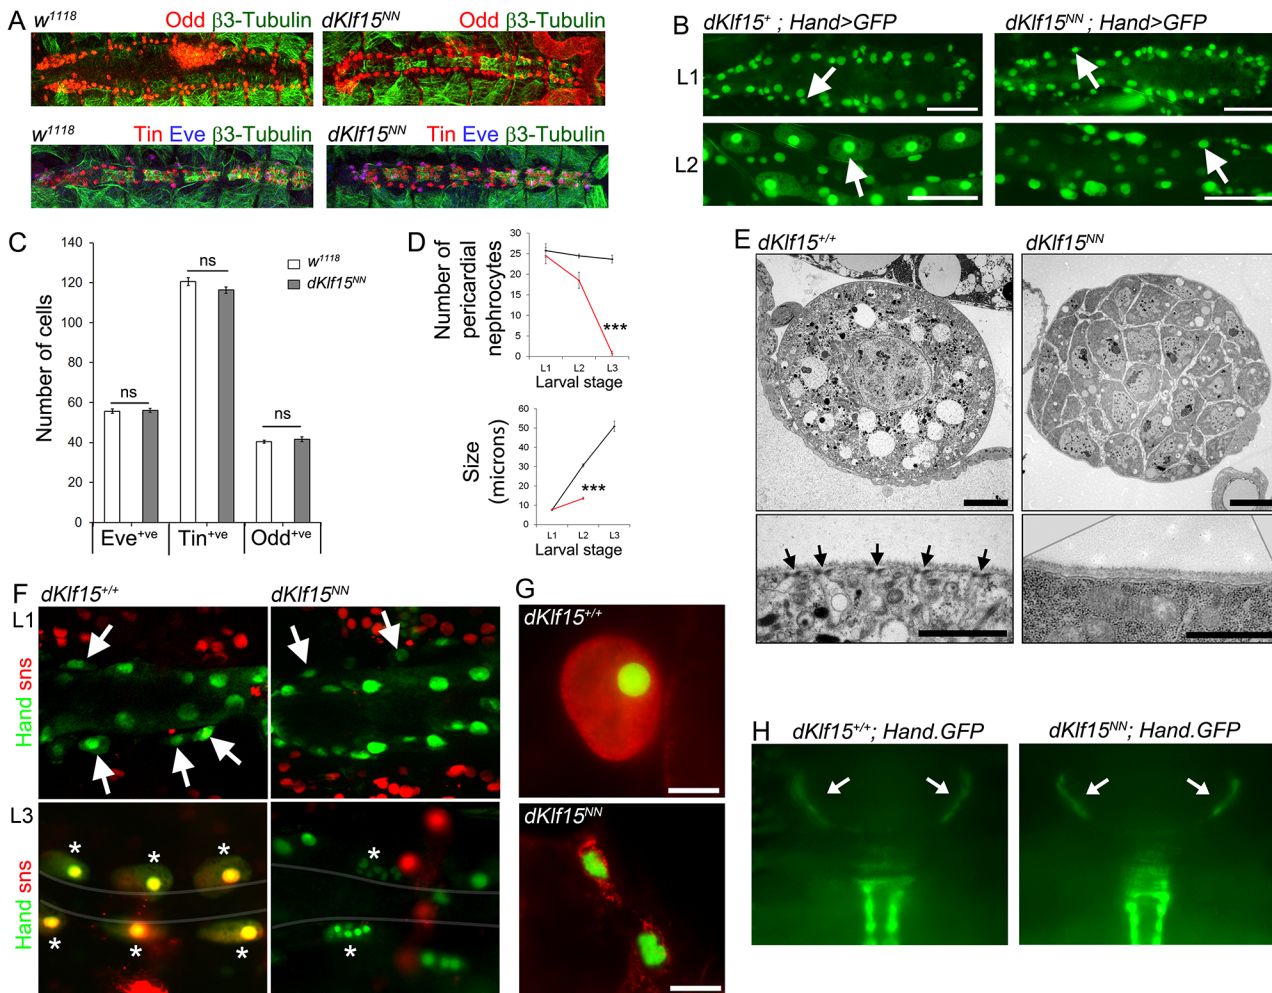 A
w1118 Odd β3-Tubulin
dKlf15NN Odd β3-Tubulin
w1118 Tin Eve β3-Tubulin
dKlf15NN Tin Eve β3-Tubulin
B
dKlf15+ ; Hand>GFP
dKlf15NN ; Hand>GFP
L1
L2
C
Number of cells
140
120
100
80
60
40
20
0
ns
ns
ns
w1118
dKlf15NN
Eve+ve
Tin+ve
Odd+ve
D
Number of
pericardial
nephrocytes
30
25
20
15
10
5
0
***
L1 L2 L3
Larval stage
Size
(microns)
60
50
40
30
20
10
0
***
L1 L2 L3
Larval stage
E
dKlf15+/+
dKlf15NN
F
dKlf15+/+
dKlf15NN
L1
Hand sns
L3
Hand sns
* * *
* * *
*
*
G
dKlf15+/+
dKlf15NN
H
dKlf15+/+; Hand.GFP
dKlf15NN; Hand.GFP